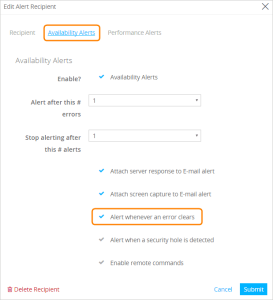 Edit Alert Recipient
Recipient Availability Alerts Performance Alerts
Availability Alerts
Enable? Availability Alerts
Alert after this # 1
errors
Stop alerting after 1
this # alerts
Attach server response to E-mail alert
Attach screen capture to E-mail alert
Alert whenever an error clears
Alert when a security hole is detected
Enable remote commands
Delete Recipient Cancel Submit